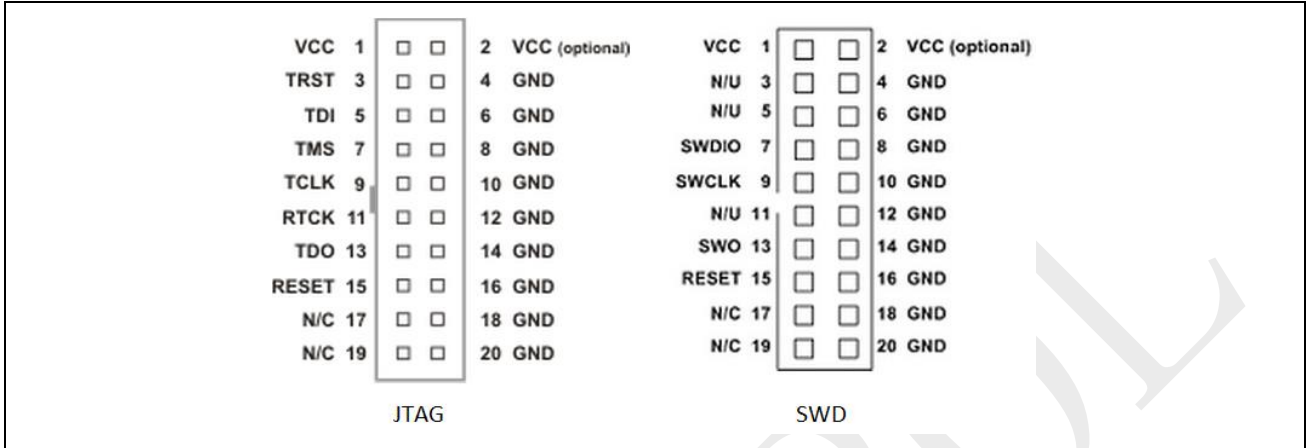 VCC 1 2 VCC (optional)
TRST 3 4 GND
TDI 5 6 GND
TMS 7 8 GND
TCLK 9 10 GND
RTCK 11 12 GND
TDO 13 14 GND
RESET 15 16 GND
N/C 17 18 GND
N/C 19 20 GND
JTAG
VCC 1 2 VCC (optional)
N/U 3 4 GND
N/U 5 6 GND
SWDIO 7 8 GND
SWCLK 9 10 GND
N/U 11 12 GND
SWO 13 14 GND
RESET 15 16 GND
N/C 17 18 GND
N/C 19 20 GND
SWD